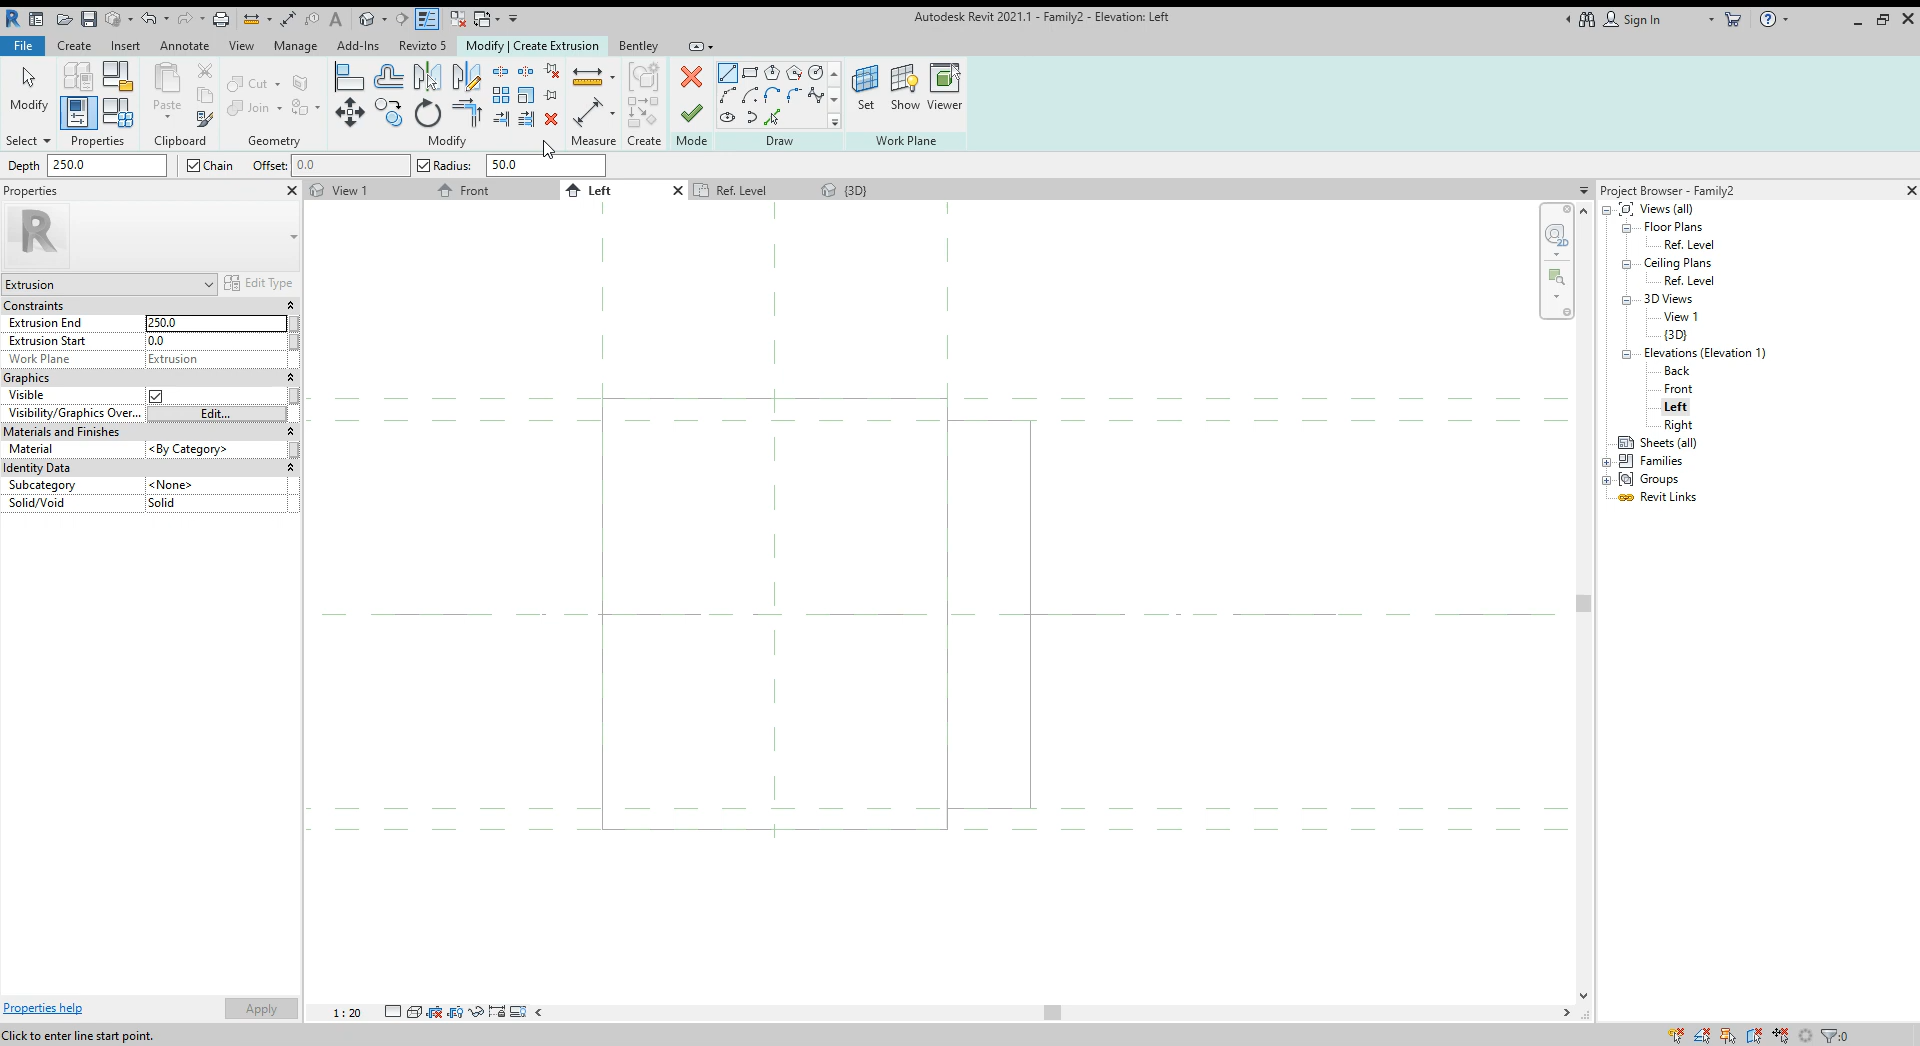 Autodesk Revit 2021.1 - Family2 - Elevation: Left
Sign In
File Create Insert Annotate View Manage Add-Ins Revizto 5 Modify | Create Extrusion Bentley
Modify Paste Cut Join Set Show Viewer
Select Properties Clipboard Geometry Modify Measure Create Mode Draw Work Plane
Depth 250.0 Chain Offset: 0.0 Radius: 50.0
Properties View 1 Front Left Ref. Level {3D} Project Browser - Family2
R
Extrusion Edit Type
Constraints
Extrusion End 250.0
Extrusion Start 0.0
Work Plane Extrusion
Graphics
Visible
Visibility/Graphics Over... Edit...
Materials and Finishes
Material <By Category>
Identity Data
Subcategory <None>
Solid/Void Solid
2D
Views (all)
Floor Plans
Ref. Level
Ceiling Plans
Ref. Level
3D Views
View 1
{3D}
Elevations (Elevation 1)
Back
Front
Left
Right
Sheets (all)
Families
Groups
Revit Links
Properties help Apply
1 : 20
Click to enter line start point.
:0